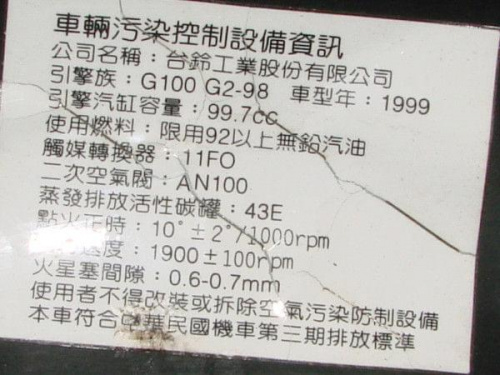 車輛污染控制設備資訊
公司名稱：台鈴工業股份有限公司
引擎族：G100 G2-98 車型年：1999
引擎汽缸容量：99.7cc
使用燃料：限用92以上無鉛汽油
觸媒轉換器：11FO
二次空氣閥：AN100
蒸發排放活性碳罐：43E
點火正時：10°±2°/1000rpm
速度：1900±100rpm
火星塞間隙：0.6-0.7mm
使用者不得改裝或拆除空氣污染防制設備
本車符合中華民國機車第三期排放標準